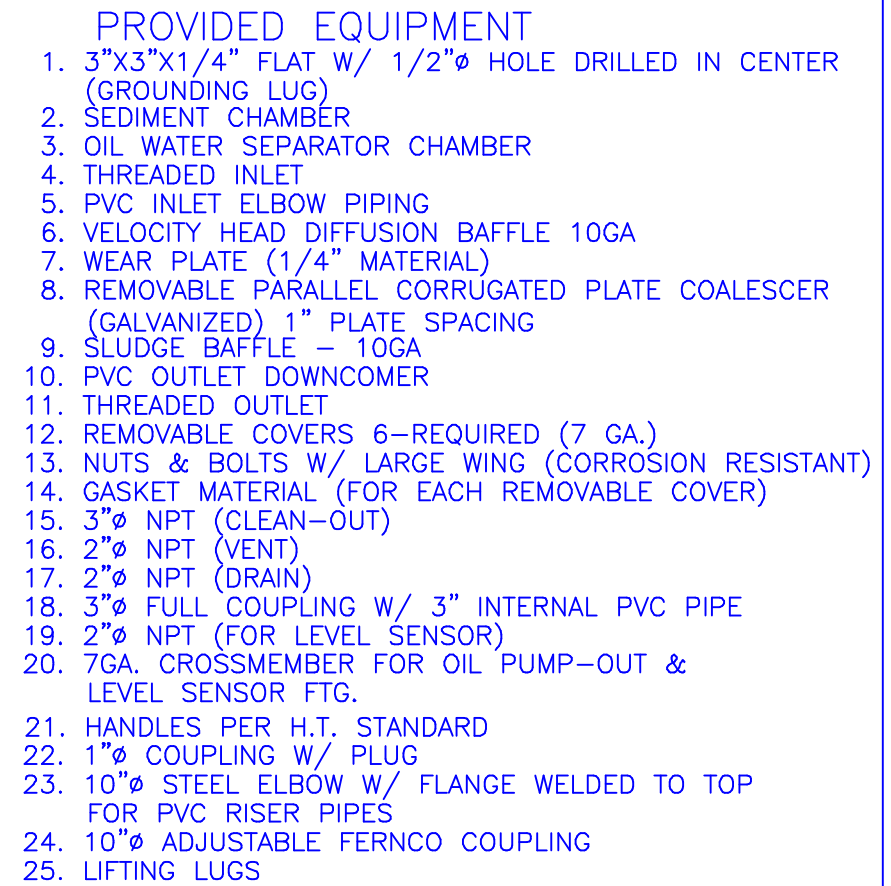 PROVIDED EQUIPMENT
1. 3"X3"X1/4" FLAT W/ 1/2"ø HOLE DRILLED IN CENTER
(GROUNDING LUG)
2. SEDIMENT CHAMBER
3. OIL WATER SEPARATOR CHAMBER
4. THREADED INLET
5. PVC INLET ELBOW PIPING
6. VELOCITY HEAD DIFFUSION BAFFLE 10GA
7. WEAR PLATE (1/4" MATERIAL)
8. REMOVABLE PARALLEL CORRUGATED PLATE COALESCER
(GALVANIZED) 1" PLATE SPACING
9. SLUDGE BAFFLE – 10GA
10. PVC OUTLET DOWNCOMER
11. THREADED OUTLET
12. REMOVABLE COVERS 6–REQUIRED (7 GA.)
13. NUTS & BOLTS W/ LARGE WING (CORROSION RESISTANT)
14. GASKET MATERIAL (FOR EACH REMOVABLE COVER)
15. 3"ø NPT (CLEAN–OUT)
16. 2"ø NPT (VENT)
17. 2"ø NPT (DRAIN)
18. 3"ø FULL COUPLING W/ 3" INTERNAL PVC PIPE
19. 2"ø NPT (FOR LEVEL SENSOR)
20. 7GA. CROSSMEMBER FOR OIL PUMP–OUT &
LEVEL SENSOR FTG.
21. HANDLES PER H.T. STANDARD
22. 1"ø COUPLING W/ PLUG
23. 10"ø STEEL ELBOW W/ FLANGE WELDED TO TOP
FOR PVC RISER PIPES
24. 10"ø ADJUSTABLE FERNCO COUPLING
25. LIFTING LUGS